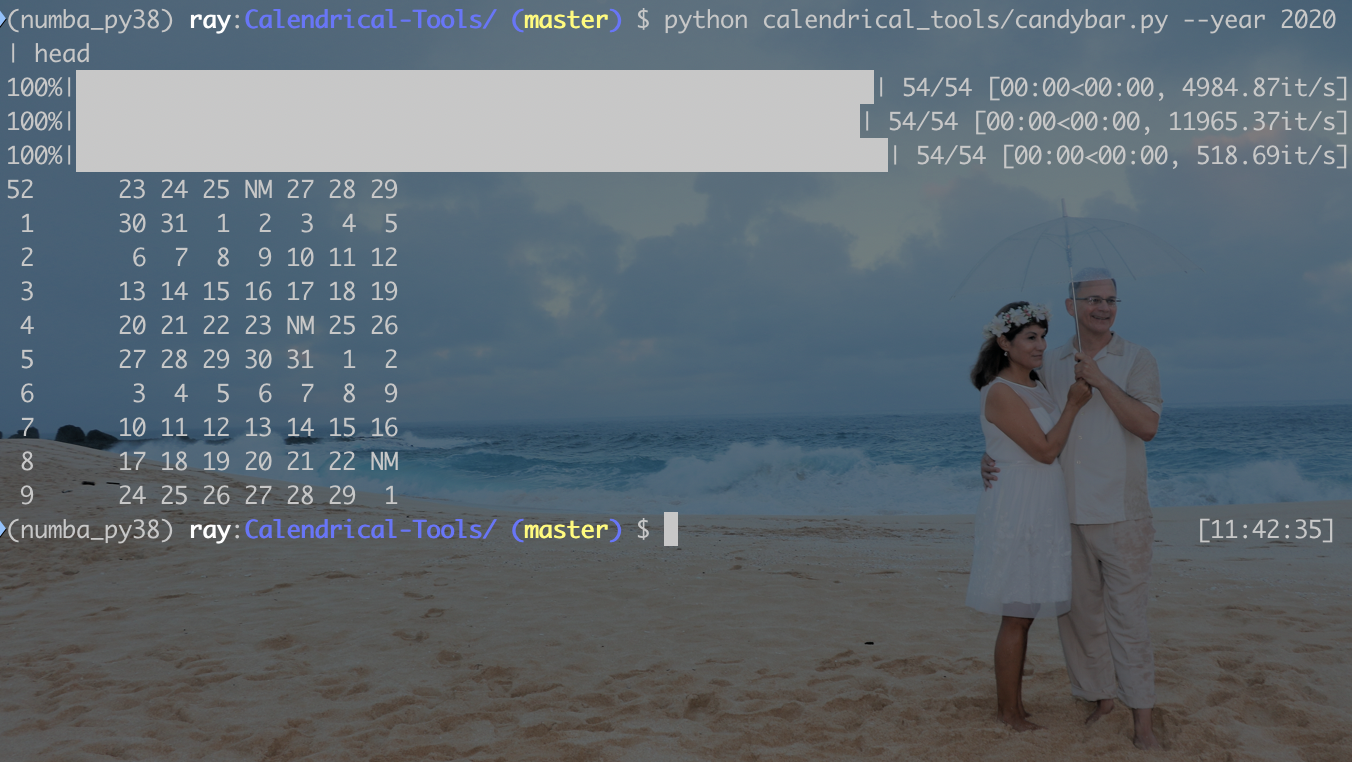 (numba_py38) ray:Calendrical-Tools/ (master) $ python calendrical_tools/candybar.py --year 2020
| head
100%|                                                         | 54/54 [00:00<00:00, 4984.87it/s]
100%|                                                        | 54/54 [00:00<00:00, 11965.37it/s]
100%|                                                          | 54/54 [00:00<00:00, 518.69it/s]
52      23 24 25 NM 27 28 29
 1      30 31  1  2  3  4  5
 2       6  7  8  9 10 11 12
 3      13 14 15 16 17 18 19
 4      20 21 22 23 NM 25 26
 5      27 28 29 30 31  1  2
 6       3  4  5  6  7  8  9
 7      10 11 12 13 14 15 16
 8      17 18 19 20 21 22 NM
 9      24 25 26 27 28 29  1
(numba_py38) ray:Calendrical-Tools/ (master) $ [11:42:35]